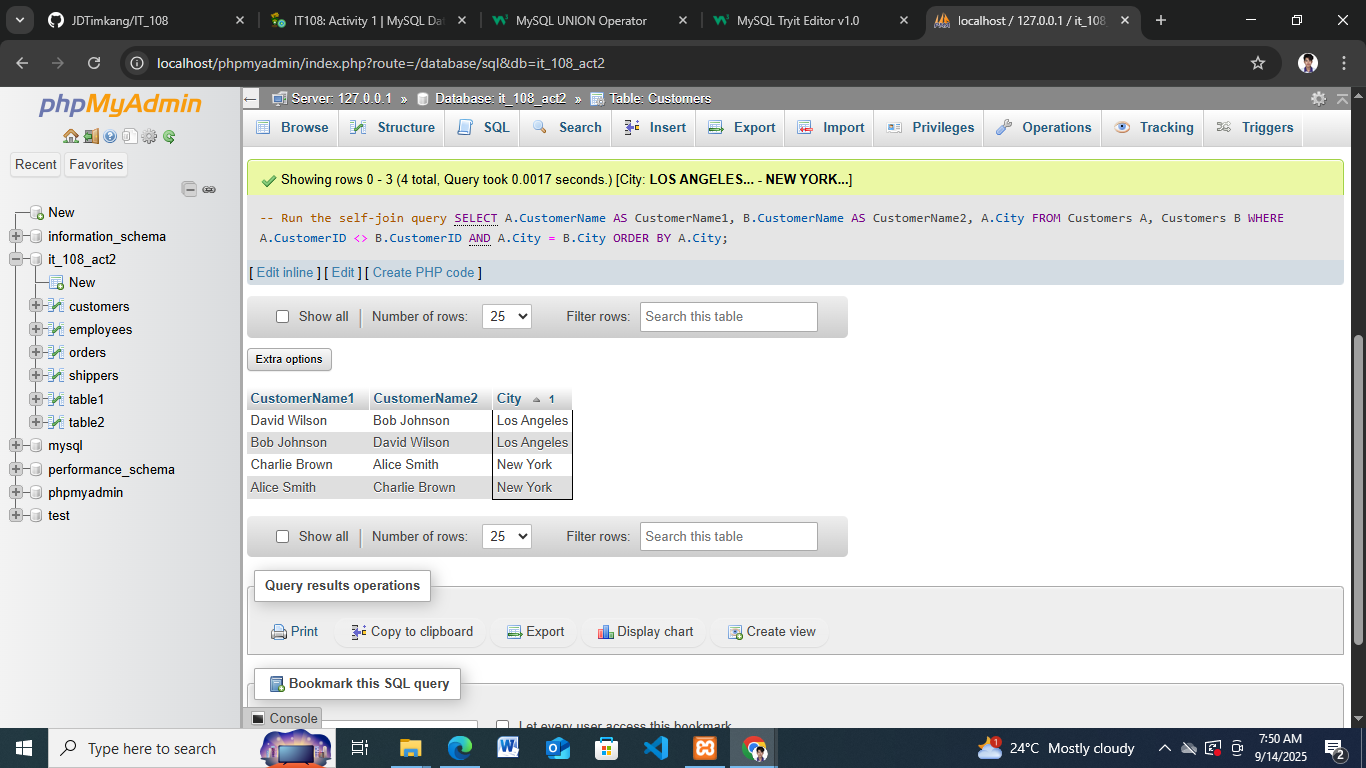 JDTimkang/IT_108
IT108: Activity 1 | MySQL Dat
MySQL UNION Operator
MySQL Tryit Editor v1.0
localhost / 127.0.0.1 / it_108
localhost/phpmyadmin/index.php?route=/database/sql&db=it_108_act2
phpMyAdmin
Recent
Favorites
New
information_schema
it_108_act2
New
customers
employees
orders
shippers
table1
table2
mysql
performance_schema
phpmyadmin
test
Server: 127.0.0.1 » Database: it_108_act2 » Table: Customers
Browse
Structure
SQL
Search
Insert
Export
Import
Privileges
Operations
Tracking
Triggers
Showing rows 0 - 3 (4 total, Query took 0.0017 seconds.) [City: LOS ANGELES... - NEW YORK...]
-- Run the self-join query SELECT A.CustomerName AS CustomerName1, B.CustomerName AS CustomerName2, A.City FROM Customers A, Customers B WHERE
A.CustomerID <> B.CustomerID AND A.City = B.City ORDER BY A.City;
[ Edit inline ] [ Edit ] [ Create PHP code ]
Show all
Number of rows:
25
Filter rows:
Search this table
Extra options
CustomerName1 CustomerName2 City 1
David Wilson Bob Johnson Los Angeles
Bob Johnson David Wilson Los Angeles
Charlie Brown Alice Smith New York
Alice Smith Charlie Brown New York
Show all
Number of rows:
25
Filter rows:
Search this table
Query results operations
Print
Copy to clipboard
Export
Display chart
Create view
Bookmark this SQL query
Console
Let every user access this bookmark
Type here to search
1
24°C Mostly cloudy
7:50 AM
9/14/2025
2